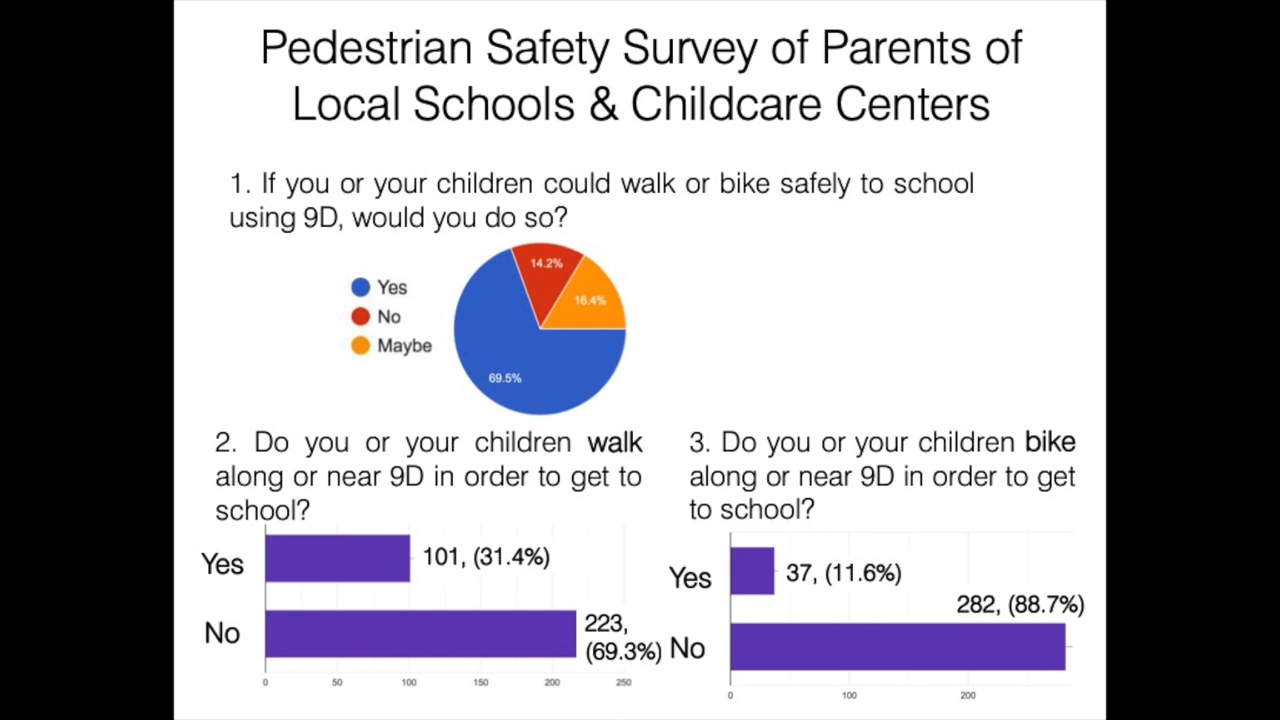 Pedestrian Safety Survey of Parents of
Local Schools & Childcare Centers
1. If you or your children could walk or bike safely to school
using 9D, would you do so?
Yes
No
Maybe
14.2%
16.4%
69.5%
2. Do you or your children walk
along or near 9D in order to get to
school?
Yes
101, (31.4%)
No
223,
(69.3%)
0 50 100 150 200 250
3. Do you or your children bike
along or near 9D in order to get
to school?
Yes
37, (11.6%)
282, (88.7%)
No
0 100 200